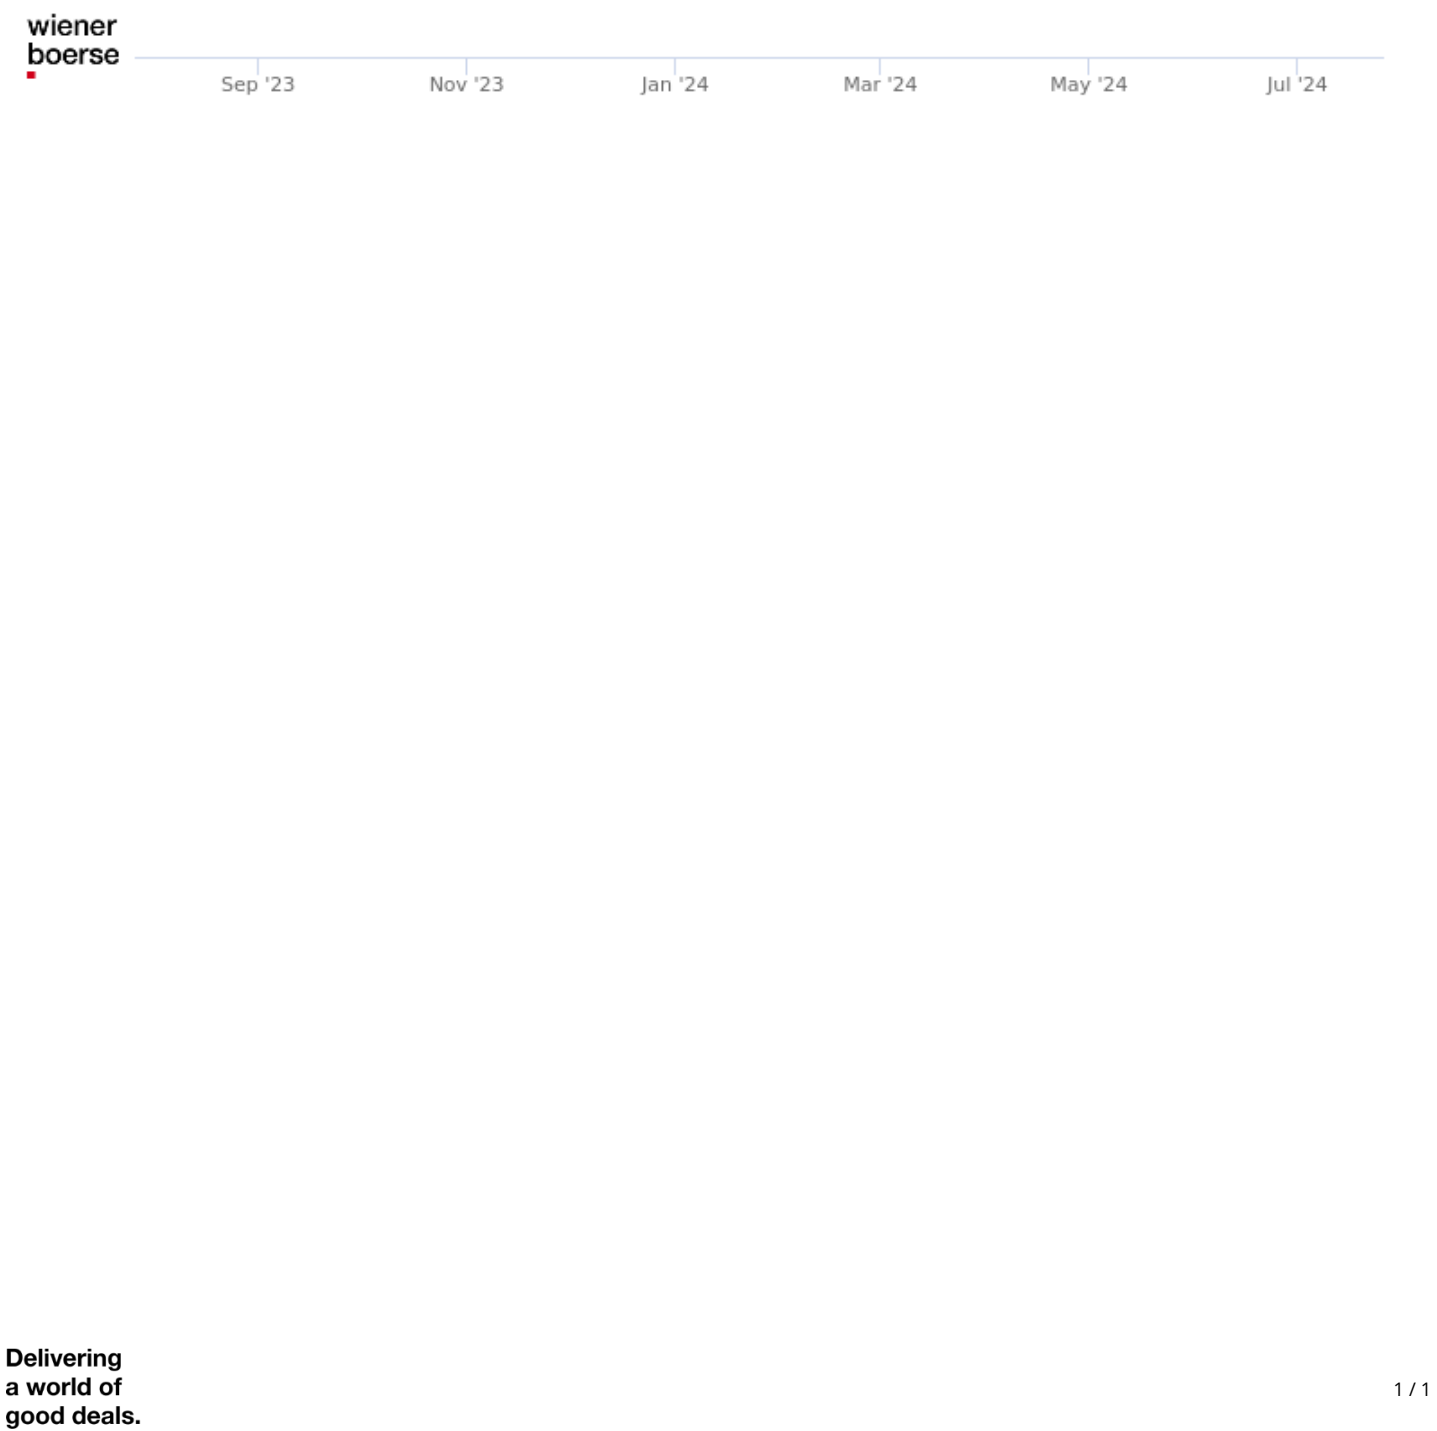 wiener
boerse
Sep '23 Nov '23 Jan '24 Mar '24 May '24 Jul '24
Delivering
a world of
good deals.
1 / 1